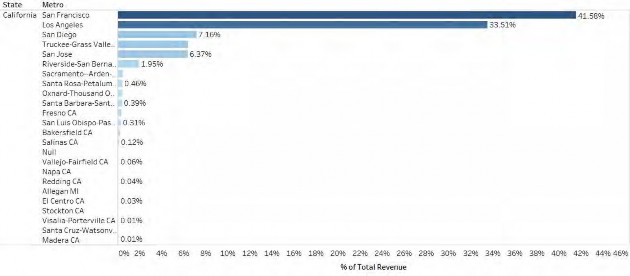 State Metro
California San Francisco 41.58%
Los Angeles 33.51%
San Diego 7.16%
Truckee-Grass Valle..
San Jose 6.37%
Riverside-San Berna.. 1.95%
Sacramento--Arden-..
Santa Rosa-Petalum.. 0.46%
Oxnard-Thousand O..
Santa Barbara-Sant.. 0.39%
Fresno CA
San Luis Obispo-Pas.. 0.31%
Bakersfield CA
Salinas CA 0.12%
Null
Vallejo-Fairfield CA 0.06%
Napa CA
Redding CA 0.04%
Allegan MI
El Centro CA 0.03%
Stockton CA
Visalia-Porterville CA 0.01%
Santa Cruz-Watsonv..
Madera CA 0.01%
0% 2% 4% 6% 8% 10% 12% 14% 16% 18% 20% 22% 24% 26% 28% 30% 32% 34% 36% 38% 40% 42% 44% 46%
% of Total Revenue